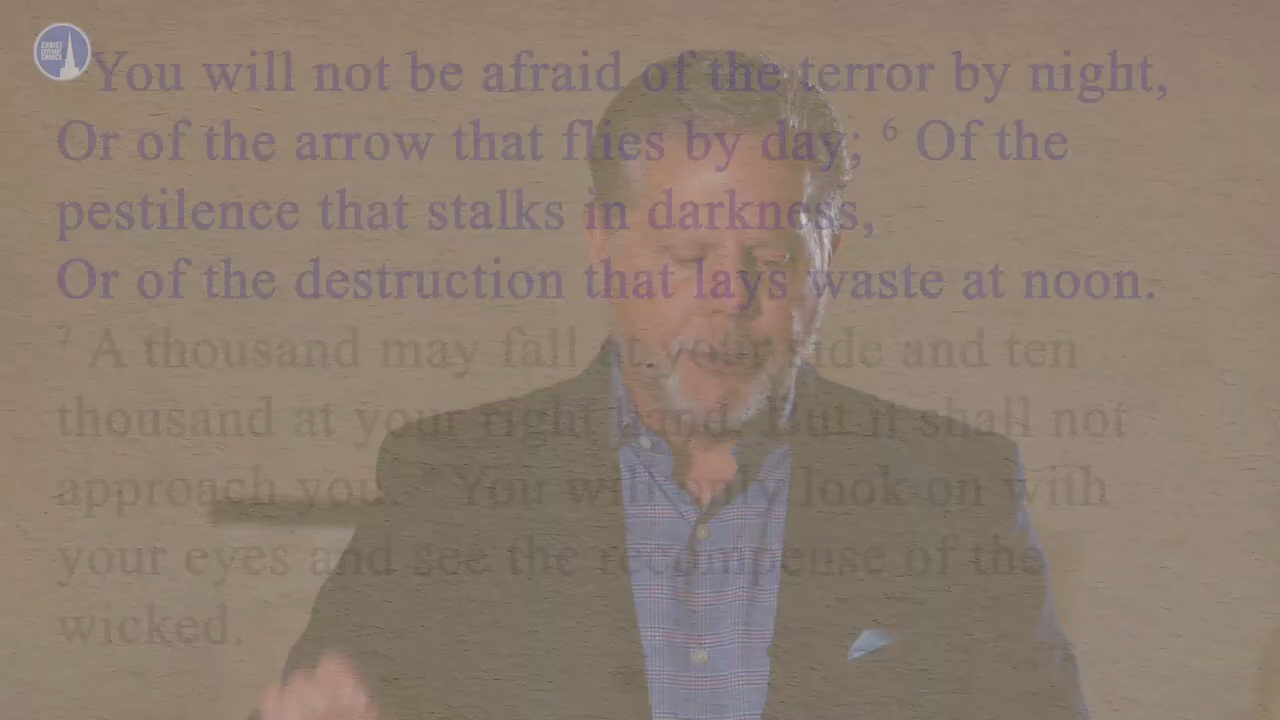 CHRIST
CHURCH
You will not be afraid of the terror by night,
Or of the arrow that flies by day; ⁶ Of the
pestilence that stalks in darkness,
Or of the destruction that lays waste at noon.
⁷ A thousand may fall at your side and ten
thousand at your right hand, But it shall not
approach you. You will only look on with
your eyes and see the recompense of the
wicked.